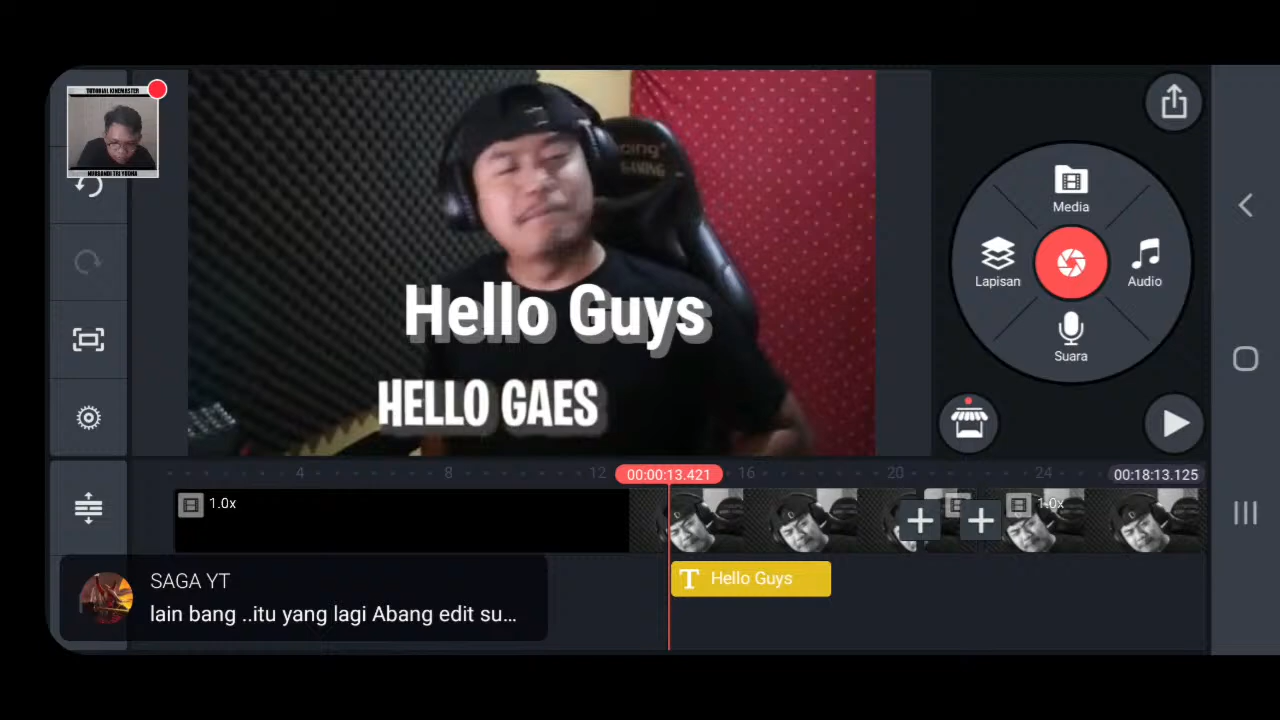 TUTORIAL KINEMASTER
cing
GAMING
Hello Guys
HELLO GAES
Media
Lapisan
Audio
Suara
4
8
12
00:00:13.421
16
20
24
00:18:13.125
1.0x
1.0x
SAGA YT
lain bang ..itu yang lagi Abang edit su...
T Hello Guys